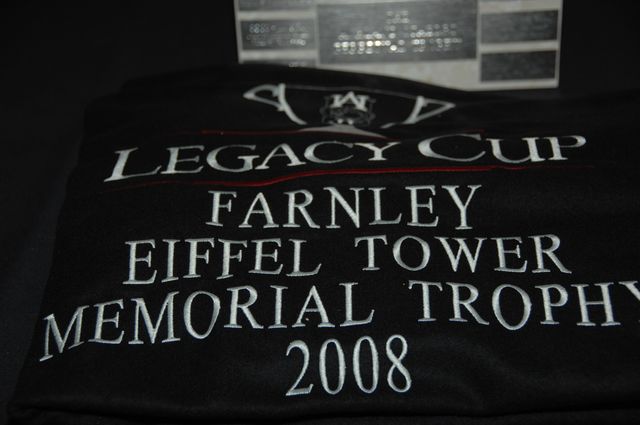 LEGACY CUP
FARNLEY
EIFFEL TOWER
MEMORIAL TROPHY
2008